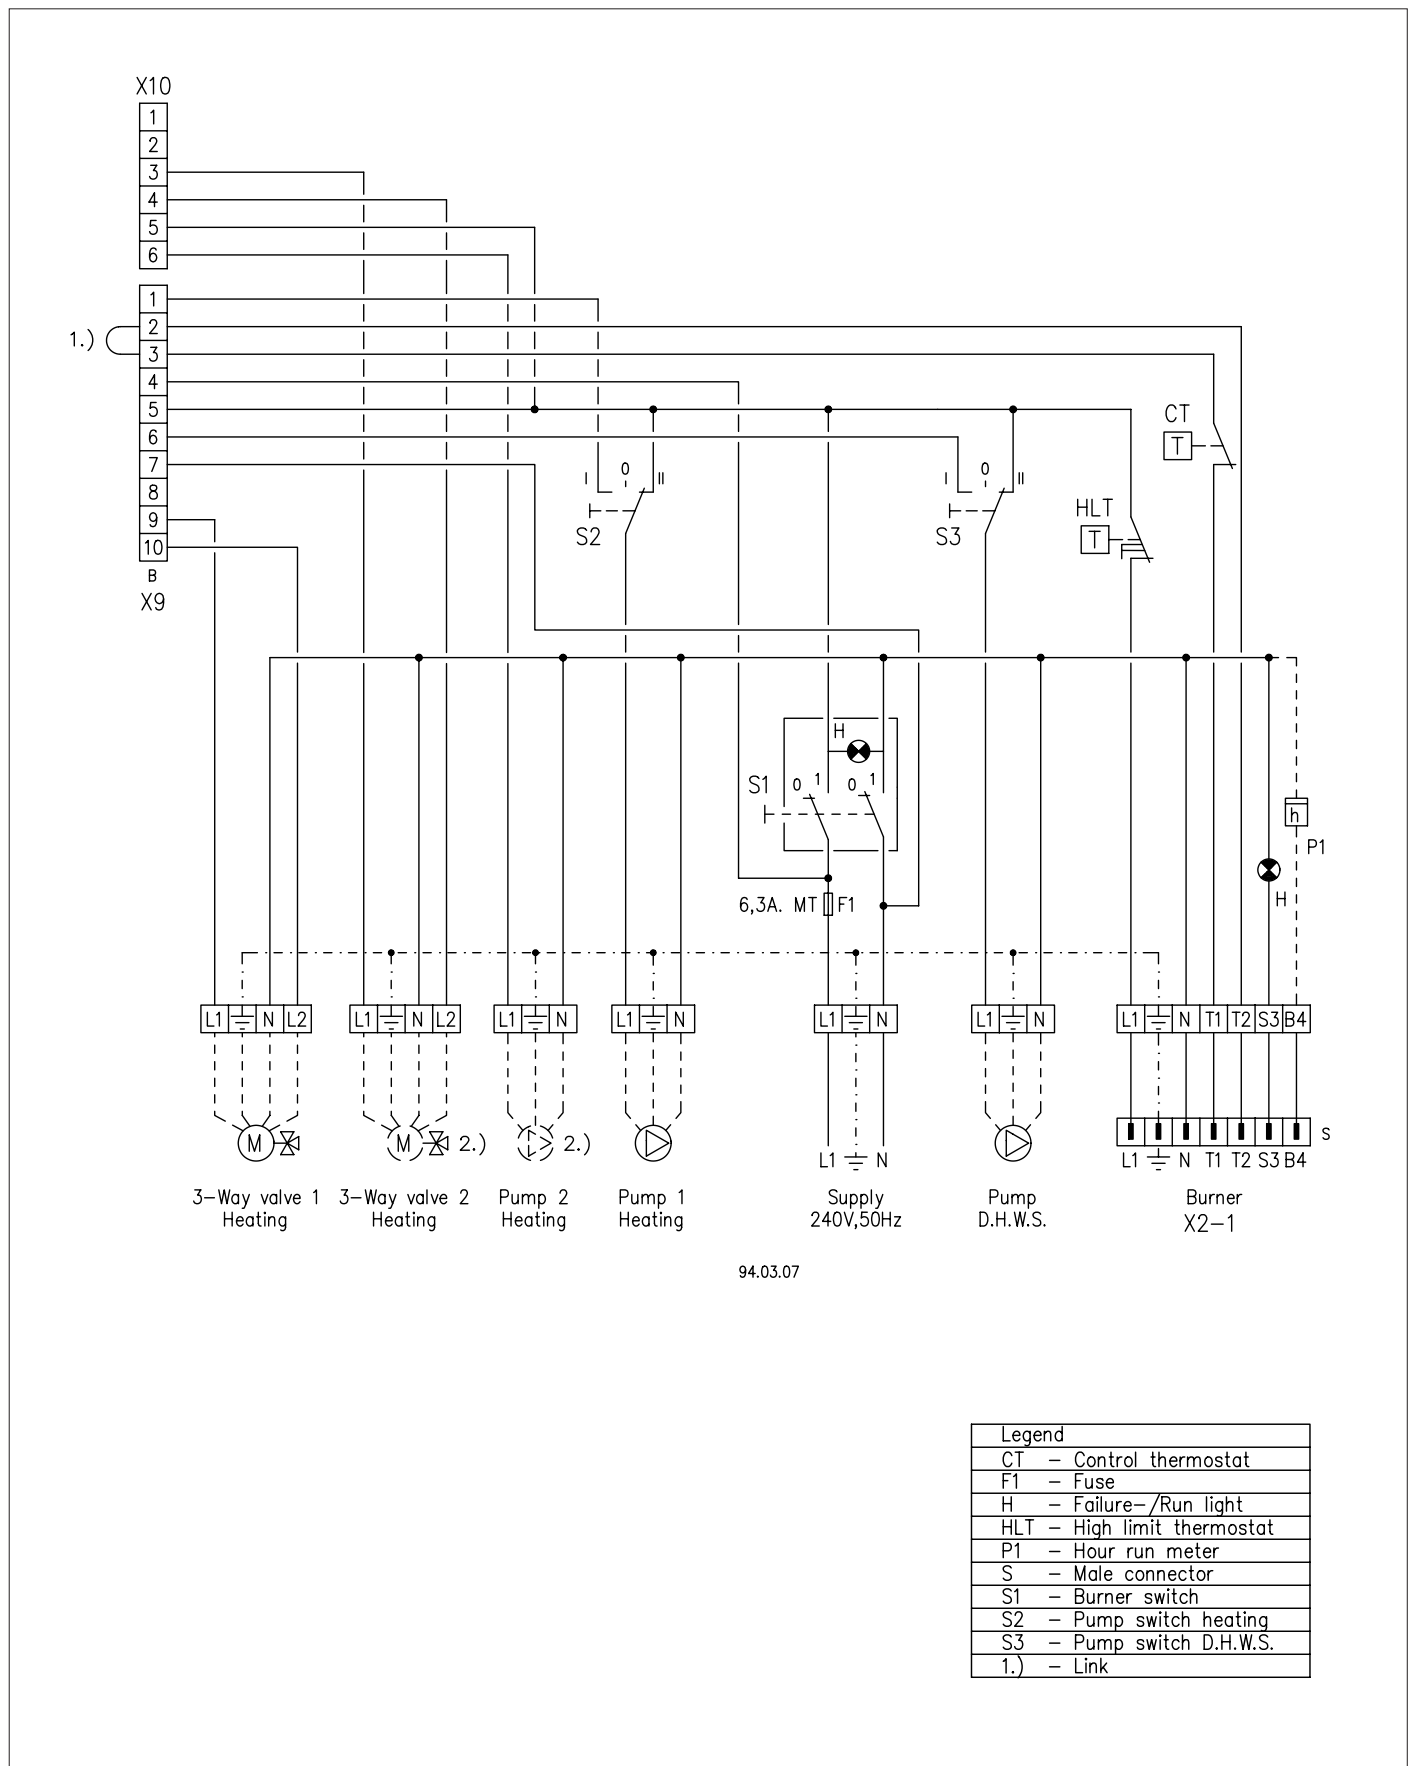 X10
1
2
3
4
5
6
1
1.) 2
3
4
5
CT
6 T
7 0 0
I II I II
8
9 S2 S3 HLT
10 T
B
X9
H
S1 0 1 0 1
h
P1
6,3A. MT F1 H
L1 N L2 L1 N L2 L1 N L1 N L1 N L1 N L1 N T1 T2 S3 B4
M M 2.) 2.) S
L1 N L1 N T1 T2 S3 B4
3-Way valve 1 3-Way valve 2 Pump 2 Pump 1 Supply Pump Burner
Heating Heating Heating Heating 240V,50Hz D.H.W.S. X2-1
94.03.07
Legend
CT - Control thermostat
F1 - Fuse
H - Failure-/Run light
HLT - High limit thermostat
P1 - Hour run meter
S - Male connector
S1 - Burner switch
S2 - Pump switch heating
S3 - Pump switch D.H.W.S.
1.) - Link